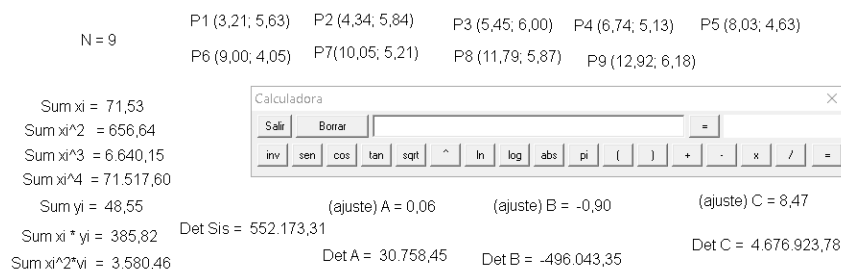 N = 9
P1 (3,21; 5,63) P2 (4,34; 5,84) P3 (5,45; 6,00) P4 (6,74; 5,13) P5 (8,03; 4,63)
P6 (9,00; 4,05) P7(10,05; 5,21) P8 (11,79; 5,87) P9 (12,92; 6,18)
Calculadora
Salir Borrar =
inv sen cos tan sqrt ^ ln log abs pi ( ) + - x / =
Sum xi = 71,53
Sum xi^2 = 656,64
Sum xi^3 = 6.640,15
Sum xi^4 = 71.517,60
Sum yi = 48,55
Sum xi * yi = 385,82
Sum xi^2*yi = 3.580,46
(ajuste) A = 0,06 (ajuste) B = -0,90 (ajuste) C = 8,47
Det Sis = 552.173,31
Det A = 30.758,45 Det B = -496.043,35 Det C = 4.676.923,78